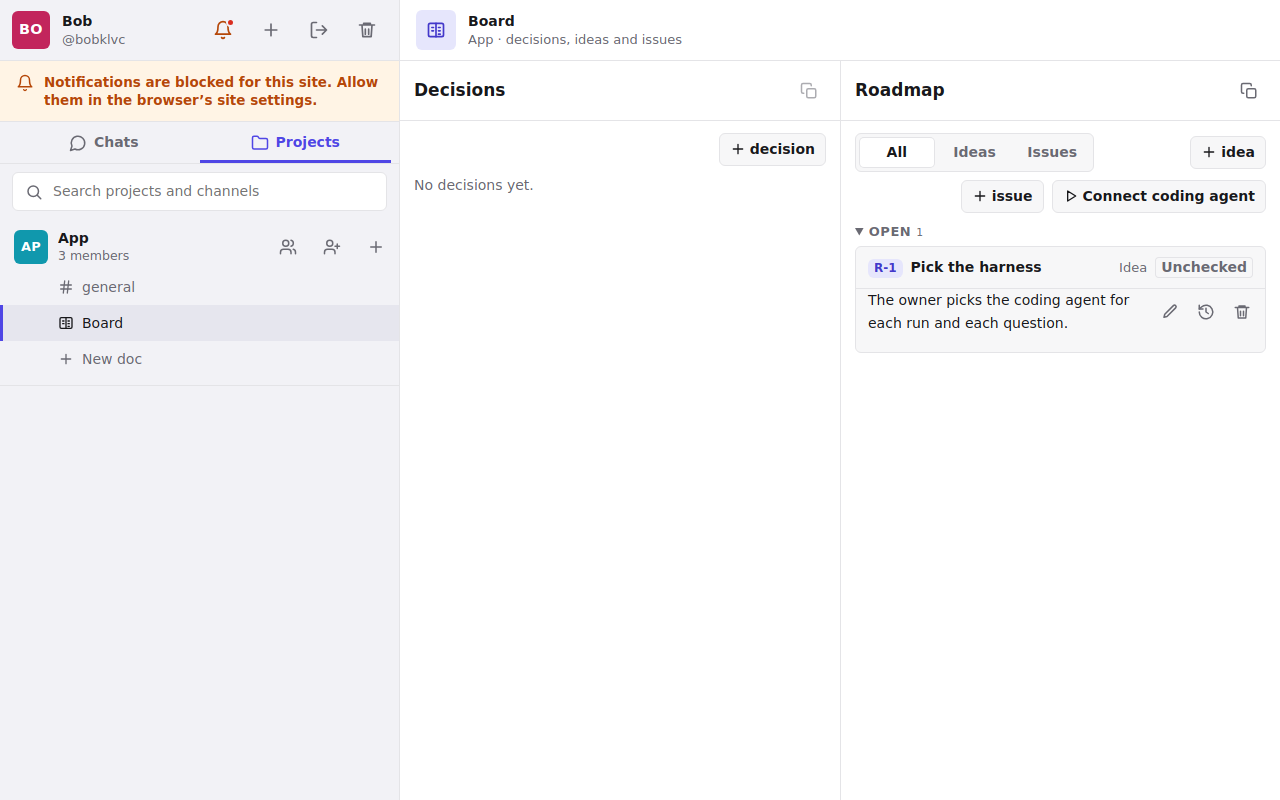 BO
Bob
@bobklvc
Notifications are blocked for this site. Allow
them in the browser’s site settings.
Chats
Projects
Search projects and channels
AP
App
3 members
general
Board
New doc
Board
App · decisions, ideas and issues
Decisions
decision
No decisions yet.
Roadmap
All
Ideas
Issues
idea
issue
Connect coding agent
OPEN 1
R-1
Pick the harness
Idea
Unchecked
The owner picks the coding agent for
each run and each question.